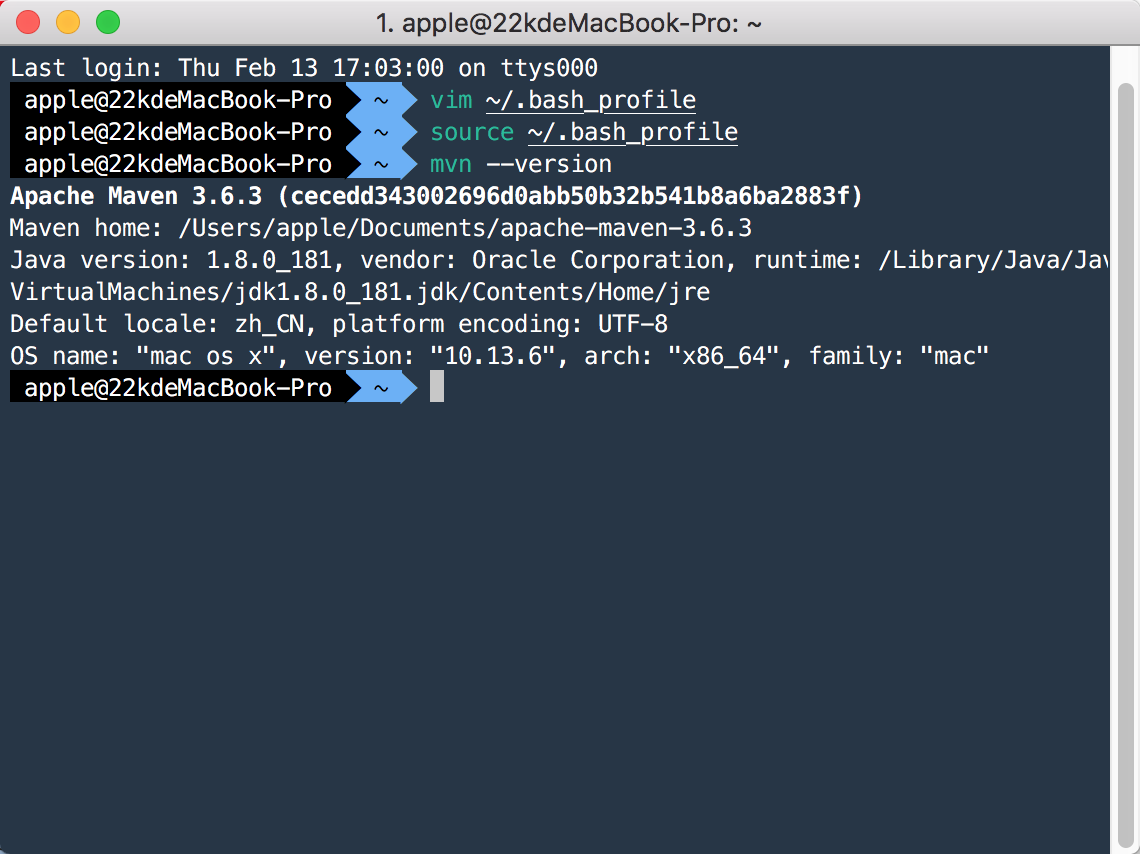 1. apple@22kdeMacBook-Pro: ~
Last login: Thu Feb 13 17:03:00 on ttys000
apple@22kdeMacBook-Pro ~ vim ~/.bash_profile
apple@22kdeMacBook-Pro ~ source ~/.bash_profile
apple@22kdeMacBook-Pro ~ mvn --version
Apache Maven 3.6.3 (cecedd343002696d0abb50b32b541b8a6ba2883f)
Maven home: /Users/apple/Documents/apache-maven-3.6.3
Java version: 1.8.0_181, vendor: Oracle Corporation, runtime: /Library/Java/Jav
VirtualMachines/jdk1.8.0_181.jdk/Contents/Home/jre
Default locale: zh_CN, platform encoding: UTF-8
OS name: "mac os x", version: "10.13.6", arch: "x86_64", family: "mac"
apple@22kdeMacBook-Pro ~